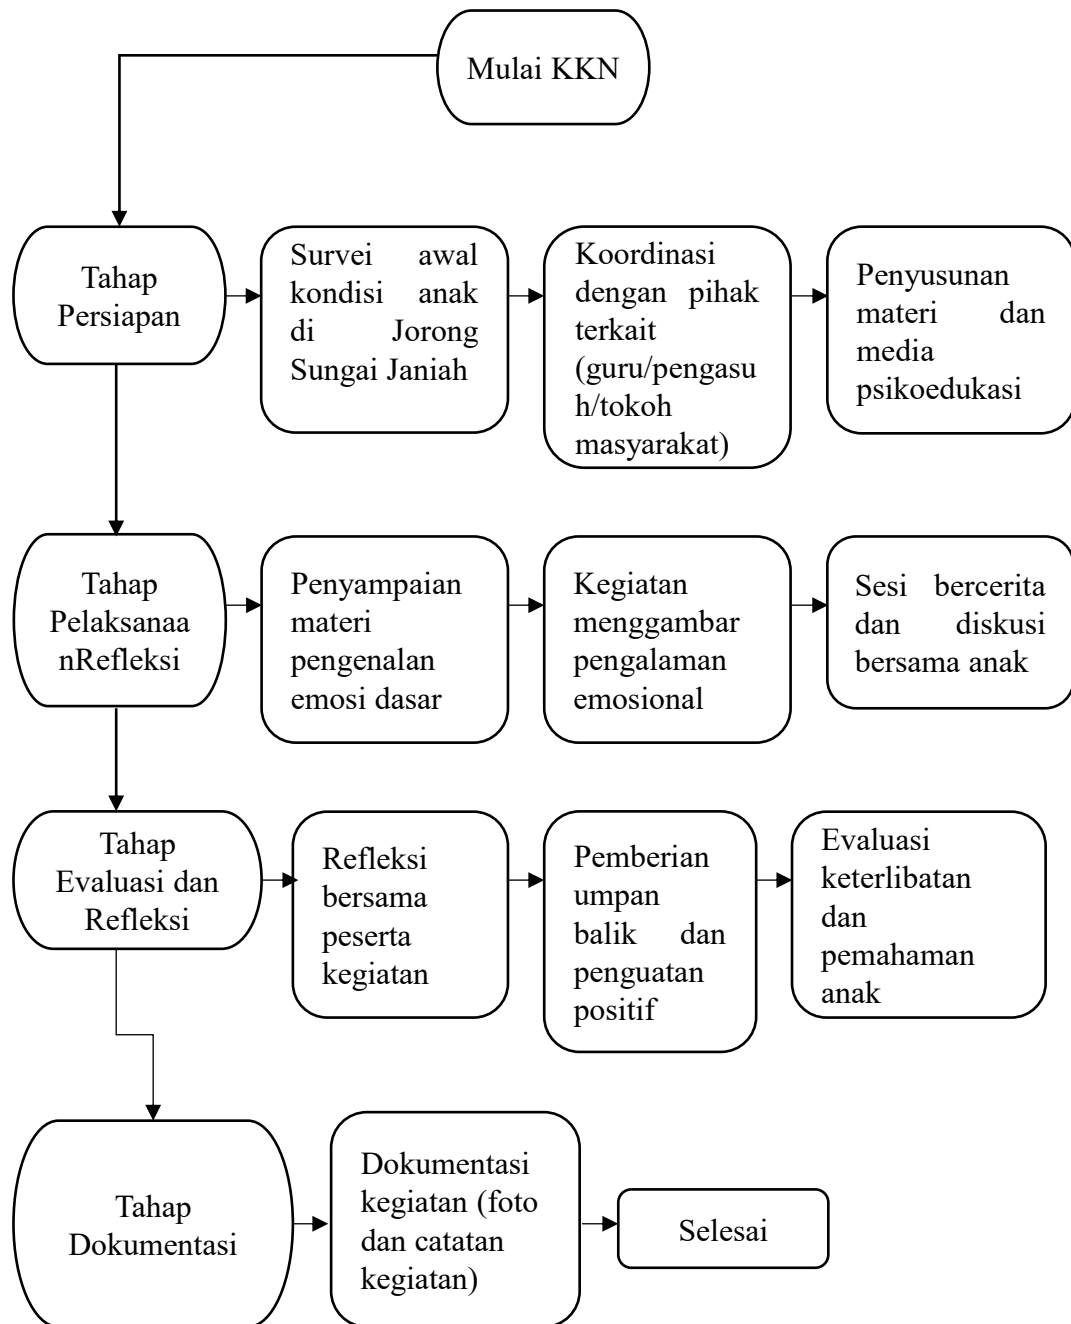 Mulai KKN
Tahap
Persiapan
Survei awal
kondisi anak
di Jorong
Sungai Janiah
Koordinasi
dengan pihak
terkait
(guru/pengasu
h/tokoh
masyarakat)
Penyusunan
materi dan
media
psikoedukasi
Tahap
Pelaksanaa
nRefleksi
Penyampaian
materi
pengenalan
emosi dasar
Kegiatan
menggambar
pengalaman
emosional
Sesi bercerita
dan diskusi
bersama anak
Tahap
Evaluasi dan
Refleksi
Refleksi
bersama
peserta
kegiatan
Pemberian
umpan
balik dan
penguatan
positif
Evaluasi
keterlibatan
dan
pemahaman
anak
Tahap
Dokumentasi
Dokumentasi
kegiatan (foto
dan catatan
kegiatan)
Selesai